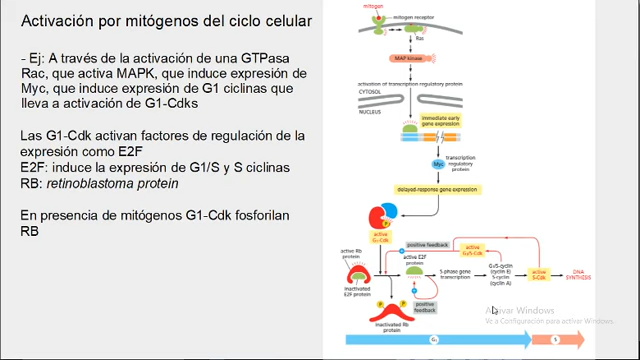 Activación por mitógenos del ciclo celular
- Ej: A través de la activación de una GTPasa
Rac, que activa MAPK, que induce expresión de
Myc, que induce expresión de G1 ciclinas que
lleva a activación de G1-Cdks
Las G1-Cdk activan factores de regulación de la
expresión como E2F
E2F: induce la expresión de G1/S y S ciclinas
RB: retinoblastoma protein
En presencia de mitógenos G1-Cdk fosforilan
RB
mitogen
mitogen receptor
Ras
MAP kinase
activation of transcription regulatory protein
CYTOSOL
NUCLEUS
immediate early
gene expression
Myc
transcription
regulatory
protein
delayed-response gene expression
P
active
G₁-Cdk
positive feedback
active
G₁/S-Cdk
active Rb
protein
active E2F
protein
S-phase gene
transcription
G₁/S-cyclin
(cyclin E)
S-cyclin
(cyclin A)
active
S-Cdk
DNA
SYNTHESIS
inactivated
E2F protein
P
P
positive
feedback
inactivated Rb
protein
G₁
S
Activar Windows
Ve a Configuración para activar Windows.